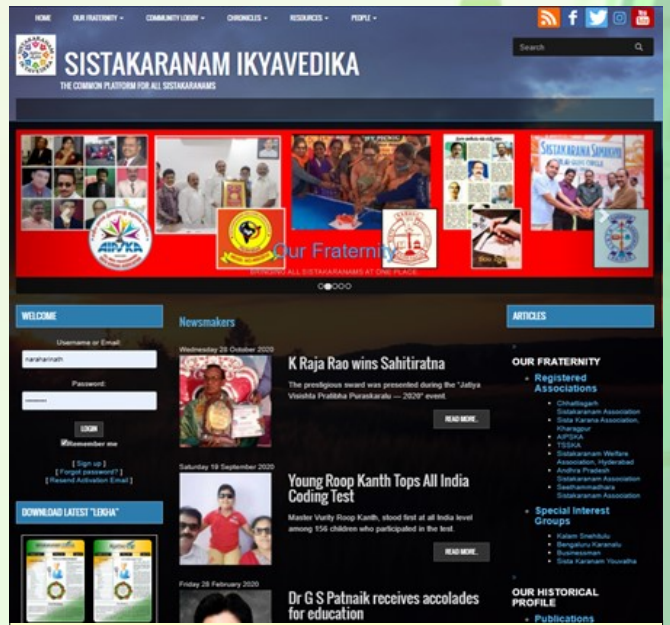 HOME
OUR FRATERNITY
COMMUNITY LOBBY
CHRONICLES
RESOURCES
PEOPLE
Search
SISTAKARANAM IKYAVEDIKA
THE COMMON PLATFORM FOR ALL SISTAKARANAMS
SISTAKARANA SAMAKHYA
AIPSKA
Our Fraternity
BRINGING ALL SISTAKARANAMS AT ONE PLACE
WELCOME
Username or Email:
naraharinath
Password:
LOGIN
Remember me
[ Sign up ]
[ Forgot password? ]
[ Resend Activation Email ]
DOWNLOAD LATEST "LEKHA"
Newsmakers
Wednesday 28 October 2020
K Raja Rao wins Sahitiratna
The prestigious award was presented during the "Jatiya
Visishta Pratibha Puraskaralu — 2020" event.
READ MORE..
Saturday 19 September 2020
Young Roop Kanth Tops All India
Coding Test
Master Vurity Roop Kanth, stood first at all India level
among 156 children who participated in the test.
READ MORE..
Friday 28 February 2020
Dr G S Patnaik receives accolades
for education
ARTICLES
OUR FRATERNITY
Registered
Associations
Chhattisgarh
Sistakaranam Association
Sista Karana Association,
Kharagpur
AIPSKA
TSSKA
Sistakaranam Welfare
Association, Hyderabad
Andhra Pradesh
Sistakaranam Association
Seethammadhara
Sistakaranam Association
Special Interest
Groups
Kalam Snehitulu
Bengaluru Karanalu
Businessman
Sista Karanam Yuvatha
OUR HISTORICAL
PROFILE
Publications